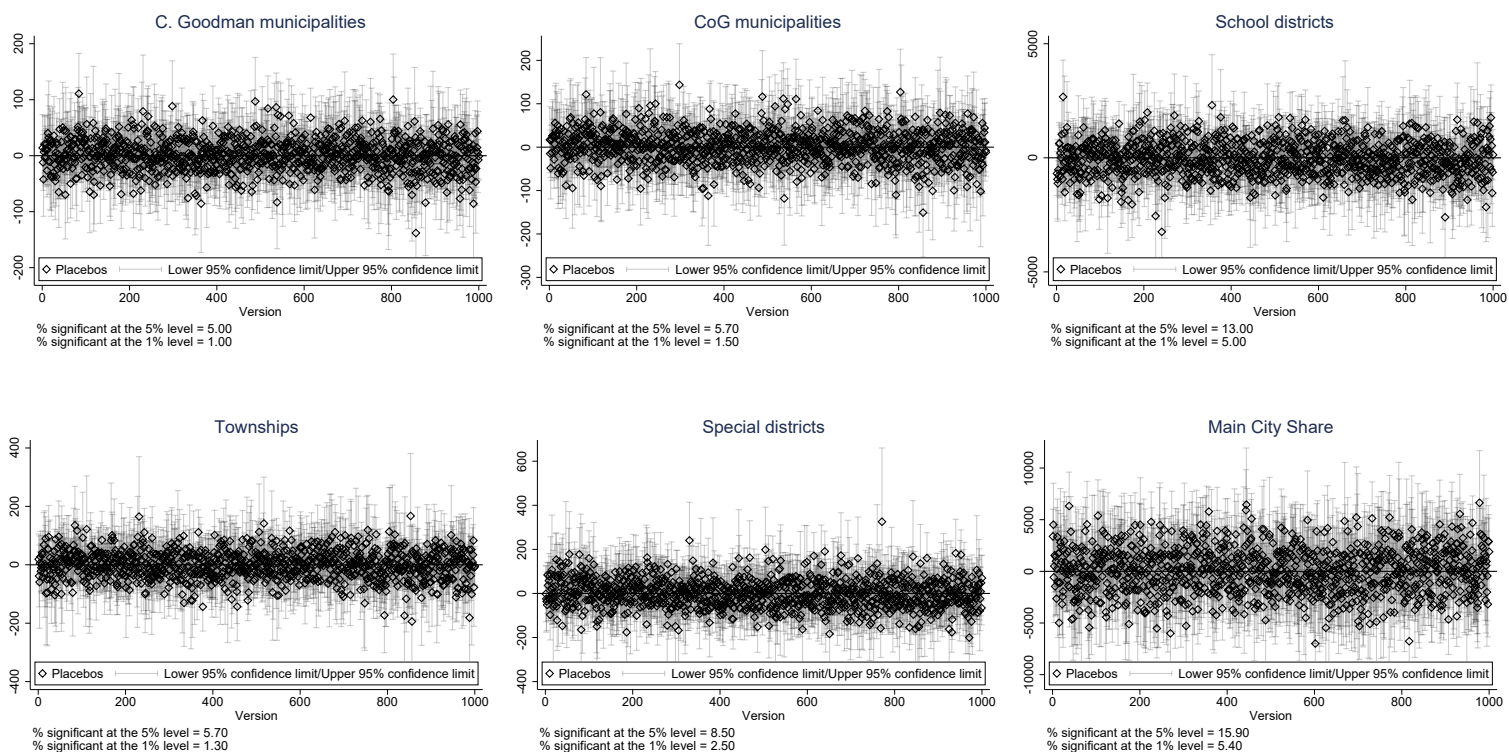 C. Goodman municipalities
200
100
0
-100
-200
Placebos Lower 95% confidence limit/Upper 95% confidence limit
0 200 400 600 800 1000
Version
% significant at the 5% level = 5.00
% significant at the 1% level = 1.00
CoG municipalities
200
100
0
-100
-200
-300
Placebos Lower 95% confidence limit/Upper 95% confidence limit
0 200 400 600 800 1000
Version
% significant at the 5% level = 5.70
% significant at the 1% level = 1.50
School districts
5000
0
-5000
Placebos Lower 95% confidence limit/Upper 95% confidence limit
0 200 400 600 800 1000
Version
% significant at the 5% level = 13.00
% significant at the 1% level = 5.00
Townships
400
200
0
-200
-400
Placebos Lower 95% confidence limit/Upper 95% confidence limit
0 200 400 600 800 1000
Version
% significant at the 5% level = 5.70
% significant at the 1% level = 1.30
Special districts
600
400
200
0
-200
-400
Placebos Lower 95% confidence limit/Upper 95% confidence limit
0 200 400 600 800 1000
Version
% significant at the 5% level = 8.50
% significant at the 1% level = 2.50
Main City Share
10000
5000
0
-5000
-10000
Placebos Lower 95% confidence limit/Upper 95% confidence limit
0 200 400 600 800 1000
Version
% significant at the 5% level = 15.90
% significant at the 1% level = 5.40